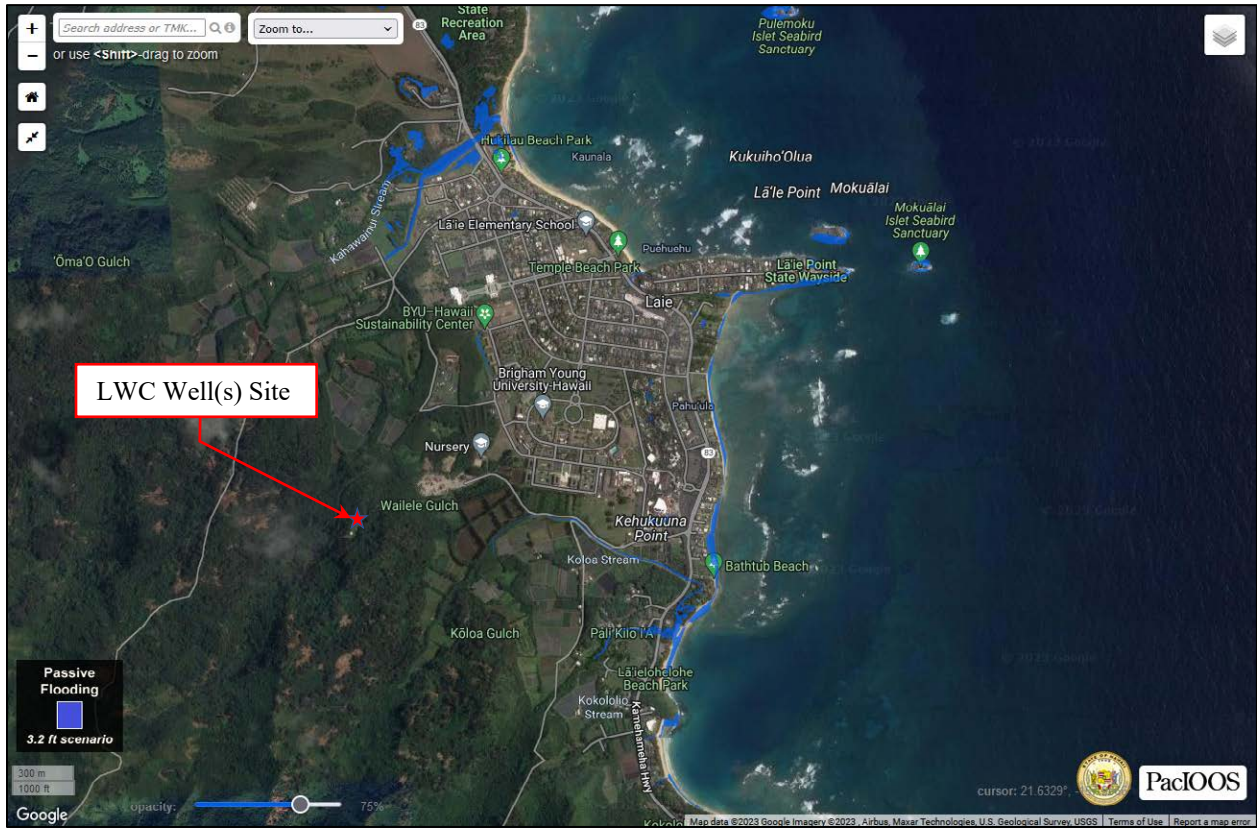 +
Search address or TMK...
Zoom to...
−
or use <Shift>-drag to zoom
83
State
Recreation
Area
Pulemoku
Islet Seabird
Sanctuary
Hukilau Beach Park
Kaunala
Kukuiho'Olua
Lā'Ie Point
Mokuālai
Mokuālai
Islet Seabird
Sanctuary
Kahawainui Stream
Lā'ie Elementary School
Puehuehu
'Ōma'O Gulch
Temple Beach Park
Lā'ie Point
State Wayside
Laie
BYU–Hawaii
Sustainability Center
LWC Well(s) Site
Brigham Young
University-Hawaii
Pahu'ula
Nursery
83
Wailele Gulch
Kehukuuna
Point
Koloa Stream
Bathtub Beach
Kōloa Gulch
Pali Kilo I'A
Lā'ielohelohe
Beach Park
Kokololio
Stream
Kamehameha Hwy
Passive
Flooding
3.2 ft scenario
300 m
1000 ft
opacity:
75%
Google
cursor: 21.6329°,
STATE OF HAWAII
PacIOOS
Map data ©2023 Google Imagery ©2023 , Airbus, Maxar Technologies, U.S. Geological Survey, USGS
Terms of Use
Report a map error